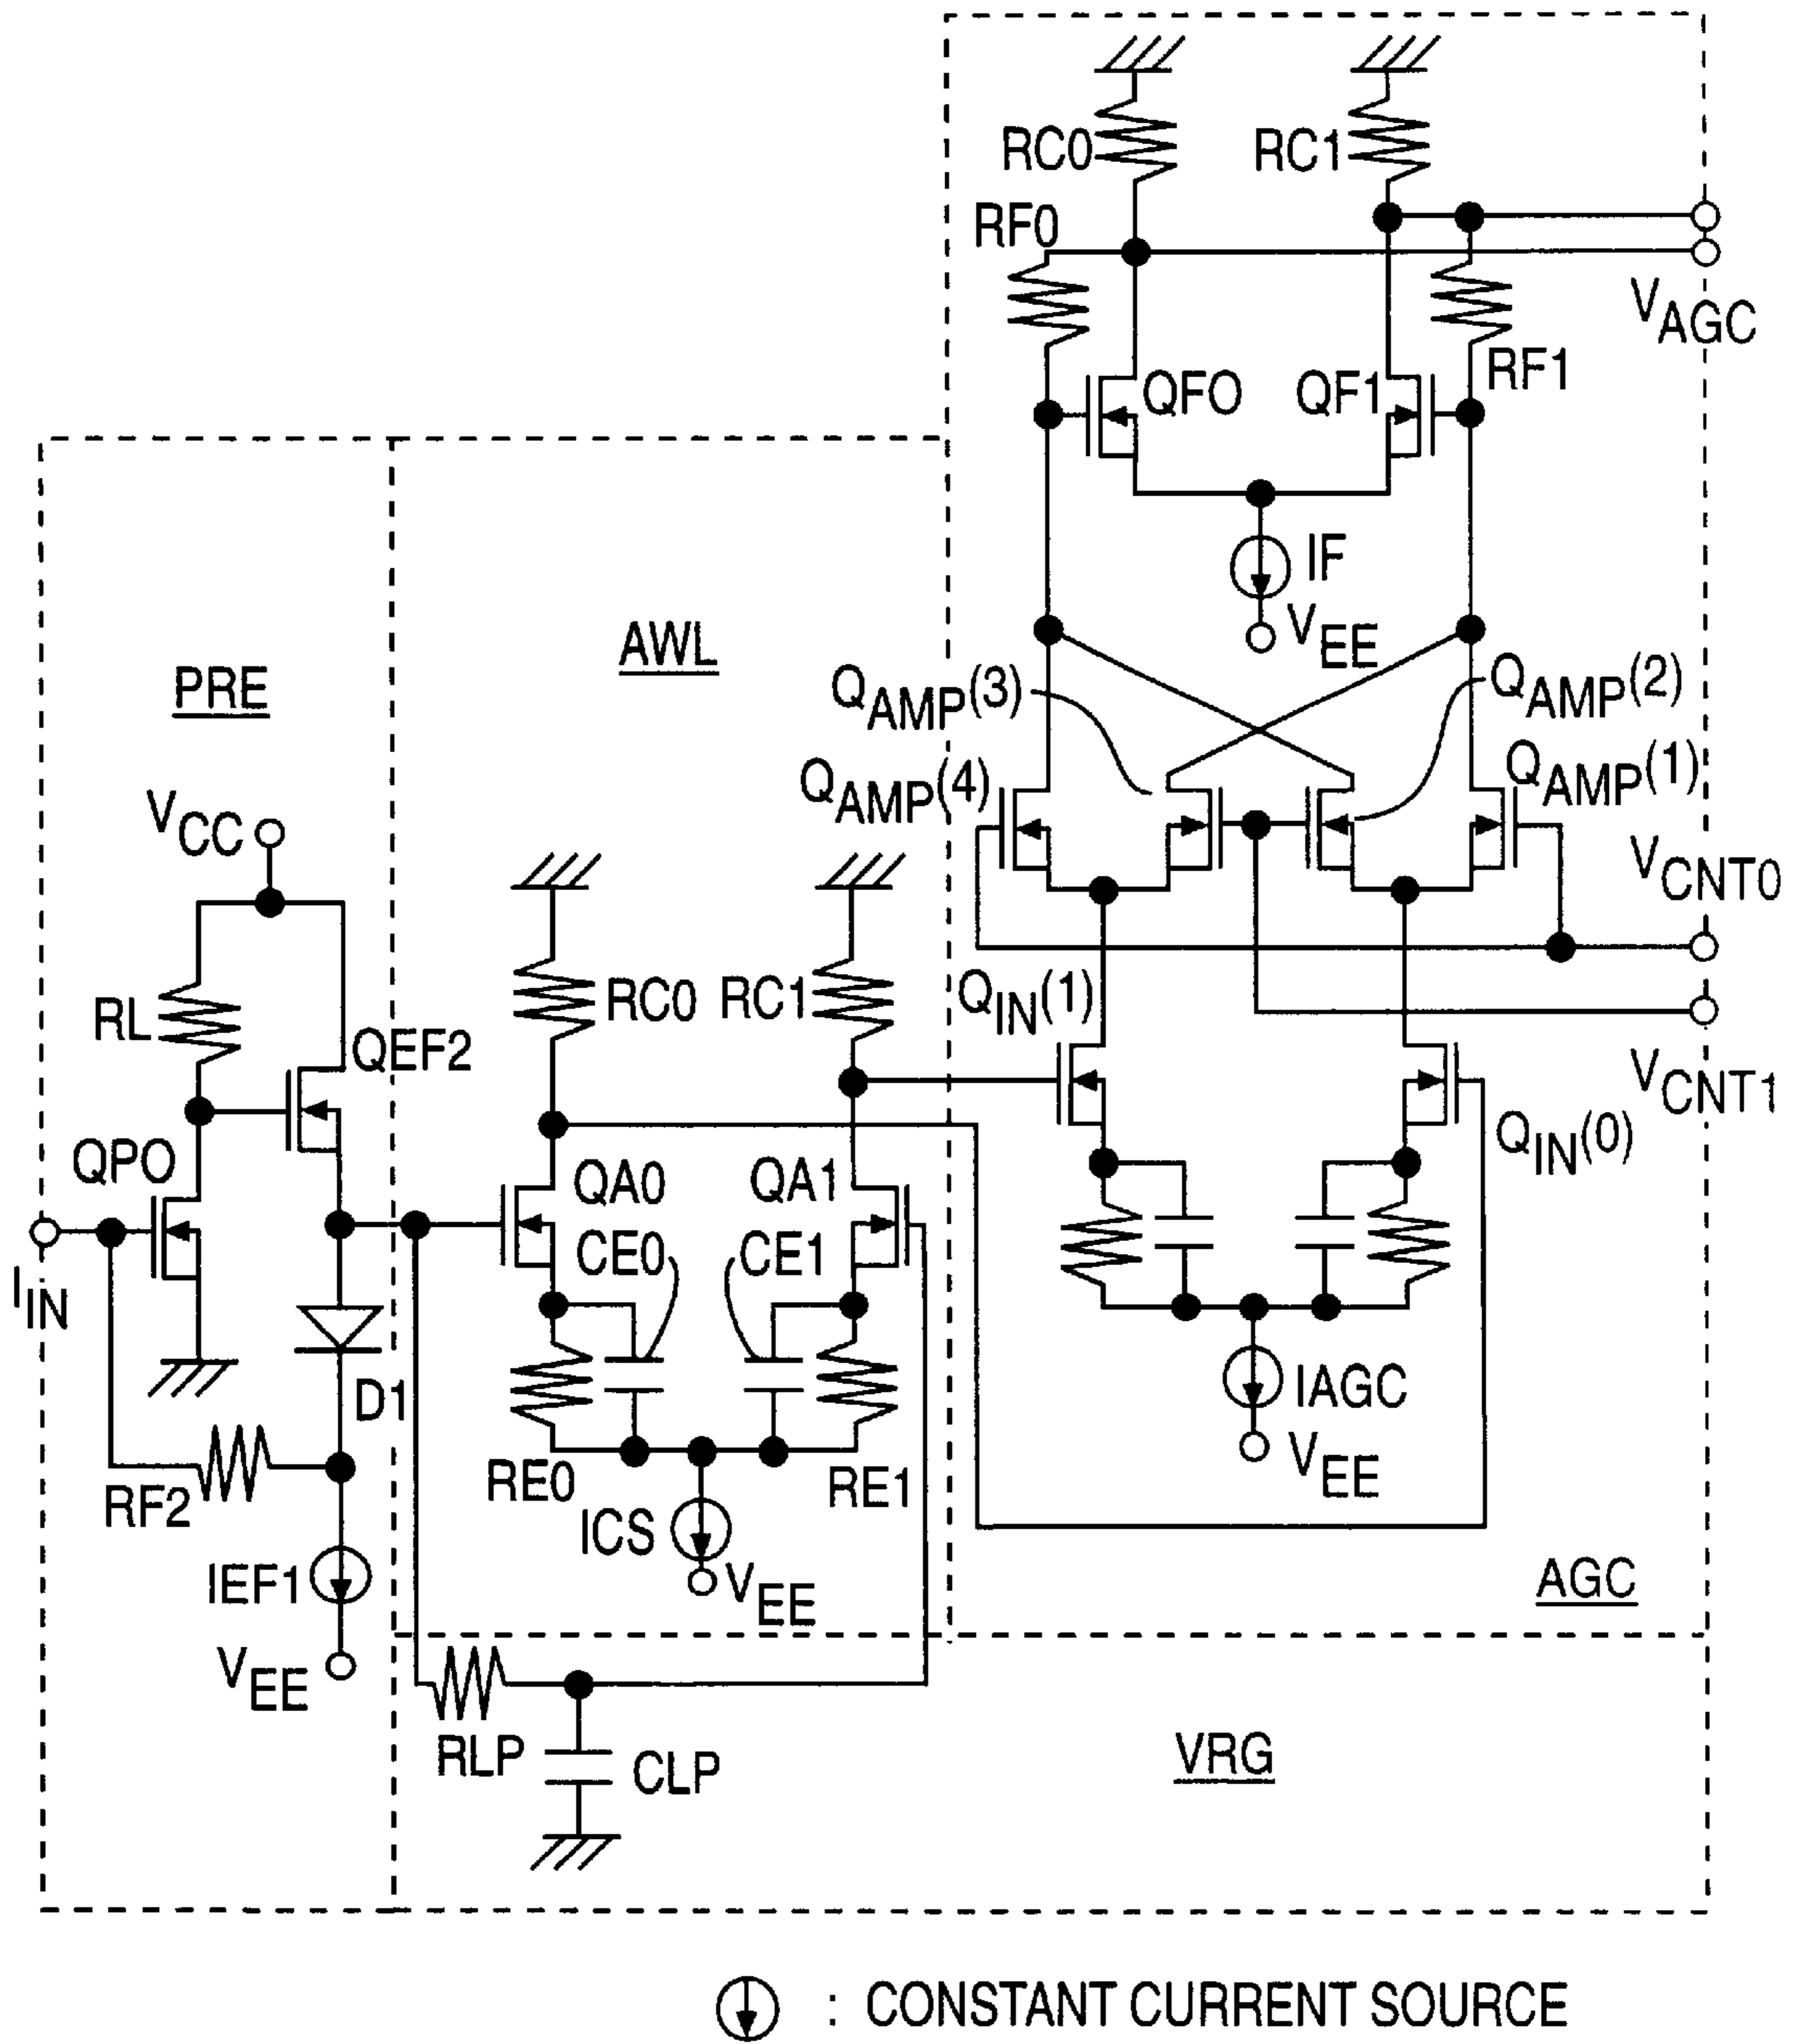 RC0
RC1
RF0
VAGC
QFO
QF1
RF1
IF
VEE
AWL
PRE
QAMP(3)
QAMP(2)
QAMP(4)
QAMP(1)
VCC
VCNT0
RL
RC0
RC1
QIN(1)
QEF2
VCNT1
QPO
QA0
QA1
QIN(0)
CE0
CE1
IIN
D1
IAGC
VEE
RF2
RE0
RE1
ICS
IEF1
VEE
AGC
VEE
RLP
CLP
VRG
: CONSTANT CURRENT SOURCE